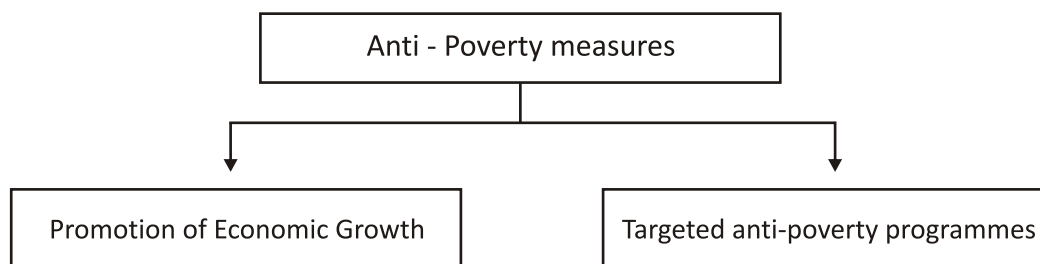 Anti - Poverty measures
Promotion of Economic Growth
Targeted anti-poverty programmes